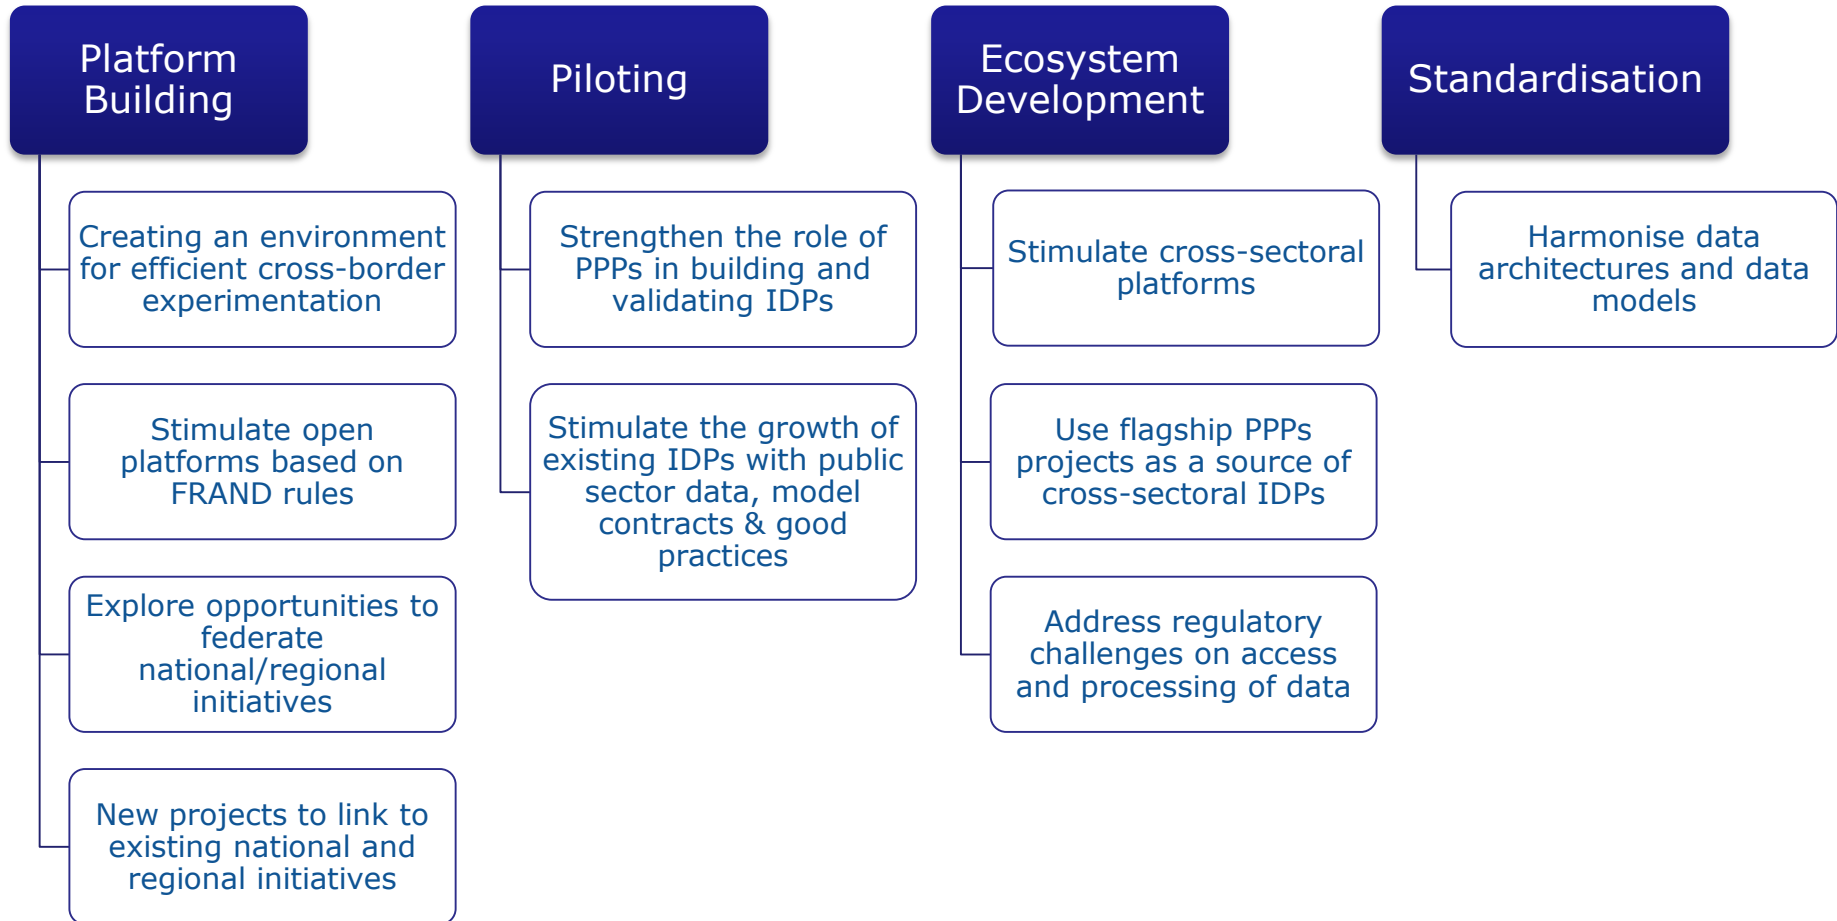 Platform
Building
Creating an environment
for efficient cross-border
experimentation
Stimulate open
platforms based on
FRAND rules
Explore opportunities to
federate
national/regional
initiatives
New projects to link to
existing national and
regional initiatives
Piloting
Strengthen the role of
PPPs in building and
validating IDPs
Stimulate the growth of
existing IDPs with public
sector data, model
contracts & good
practices
Ecosystem
Development
Stimulate cross-sectoral
platforms
Use flagship PPPs
projects as a source of
cross-sectoral IDPs
Address regulatory
challenges on access
and processing of data
Standardisation
Harmonise data
architectures and data
models